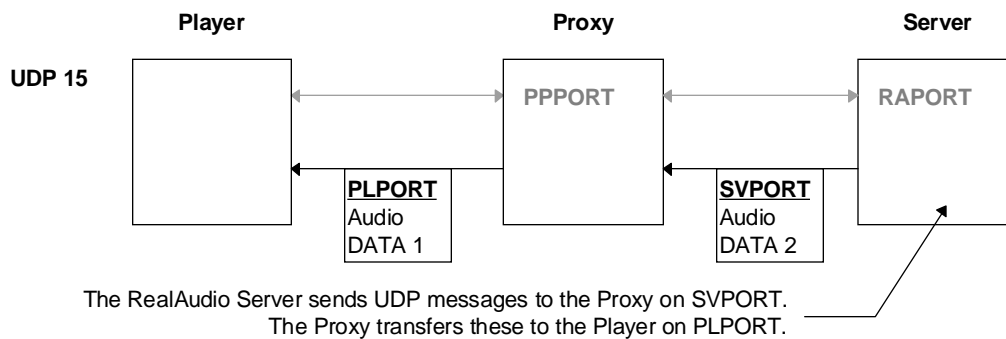 Player Proxy Server
UDP 15
PPPORT RAPORT
PLPORT SVPORT
Audio Audio
DATA 1 DATA 2
The RealAudio Server sends UDP messages to the Proxy on SVPORT.
The Proxy transfers these to the Player on PLPORT.